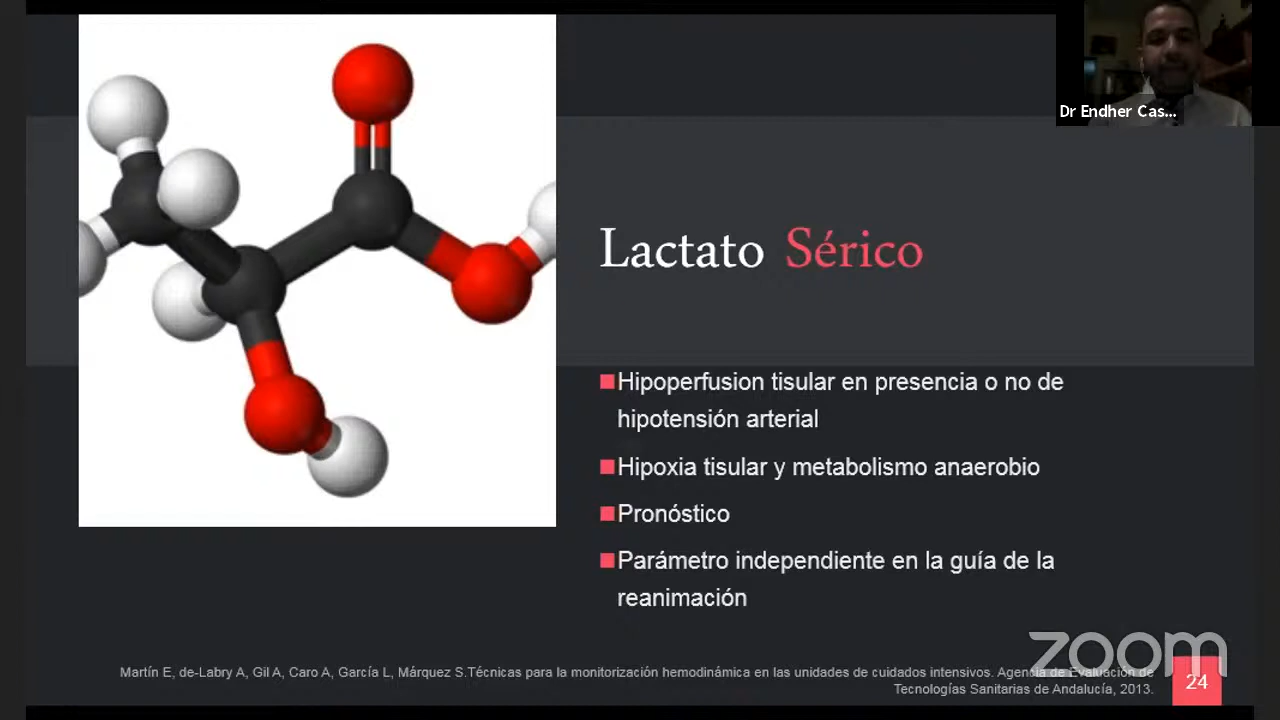 Dr Endher Cas...
Lactato Sérico
Hipoperfusion tisular en presencia o no de
hipotensión arterial
Hipoxia tisular y metabolismo anaerobio
Pronóstico
Parámetro independiente en la guía de la
reanimación
zoom
Martín E, de-Labry A, Gil A, Caro A, García L, Márquez S.Técnicas para la monitorización hemodinámica en las unidades de cuidados intensivos. Agencia de Evaluación de
Tecnologías Sanitarias de Andalucía, 2013.
24